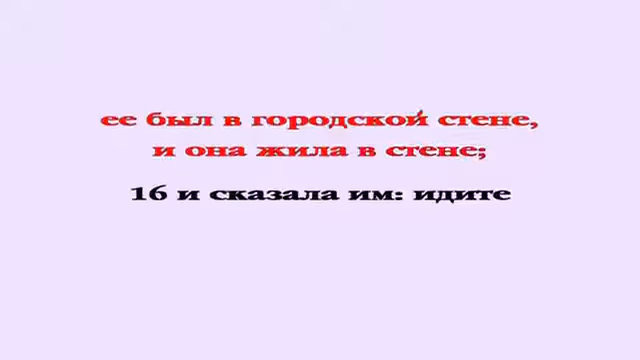 ее был в городской стене,
и она жила в стене;
16 и сказала им: идите